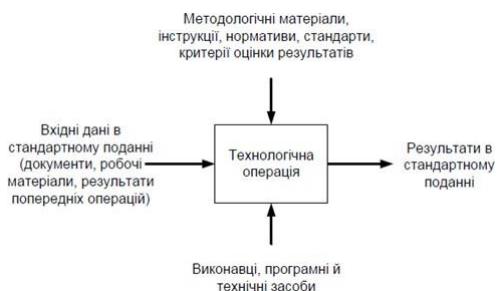 Методологічні матеріали,
інструкції, нормативи, стандарти,
критерії оцінки результатів
Вхідні дані в
стандартному поданні
(документи, робочі
матеріали, результати
попередніх операцій)
Технологічна
операція
Результати в
стандартному
поданні
Виконавці, програмні й
технічні засоби